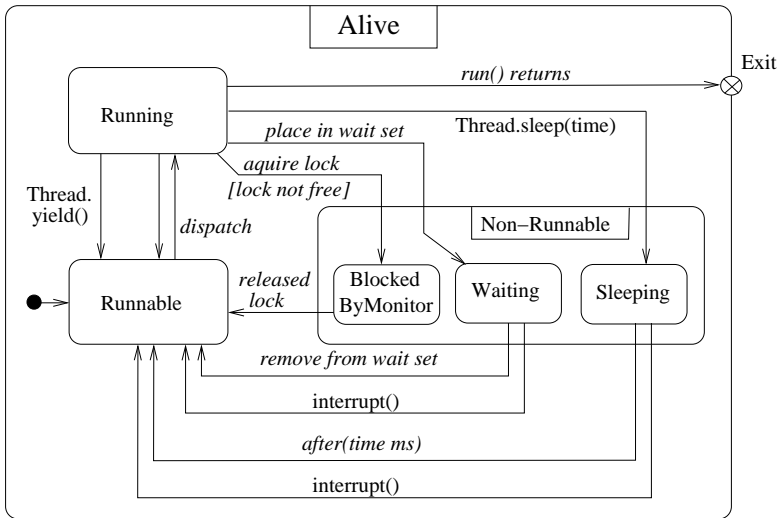 Alive
Exit
run() returns
Running
Thread.sleep(time)
place in wait set
aquire lock
[lock not free]
Thread.
yield()
dispatch
Non-Runnable
Runnable
released
lock
Blocked
ByMonitor
Waiting
Sleeping
remove from wait set
interrupt()
after(time ms)
interrupt()